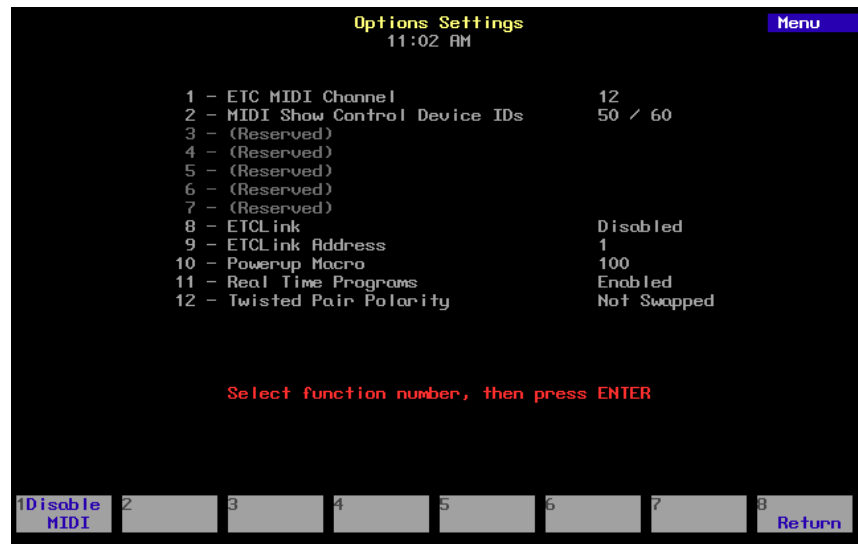 Options Settings
Menu
11:02 AM
1 - ETC MIDI Channel 12
2 - MIDI Show Control Device IDs 50 / 60
3 - (Reserved)
4 - (Reserved)
5 - (Reserved)
6 - (Reserved)
7 - (Reserved)
8 - ETCLink Disabled
9 - ETCLink Address 1
10 - Powerup Macro 100
11 - Real Time Programs Enabled
12 - Twisted Pair Polarity Not Swapped
Select function number, then press ENTER
1Disable 2 3 4 5 6 7 8
MIDI Return